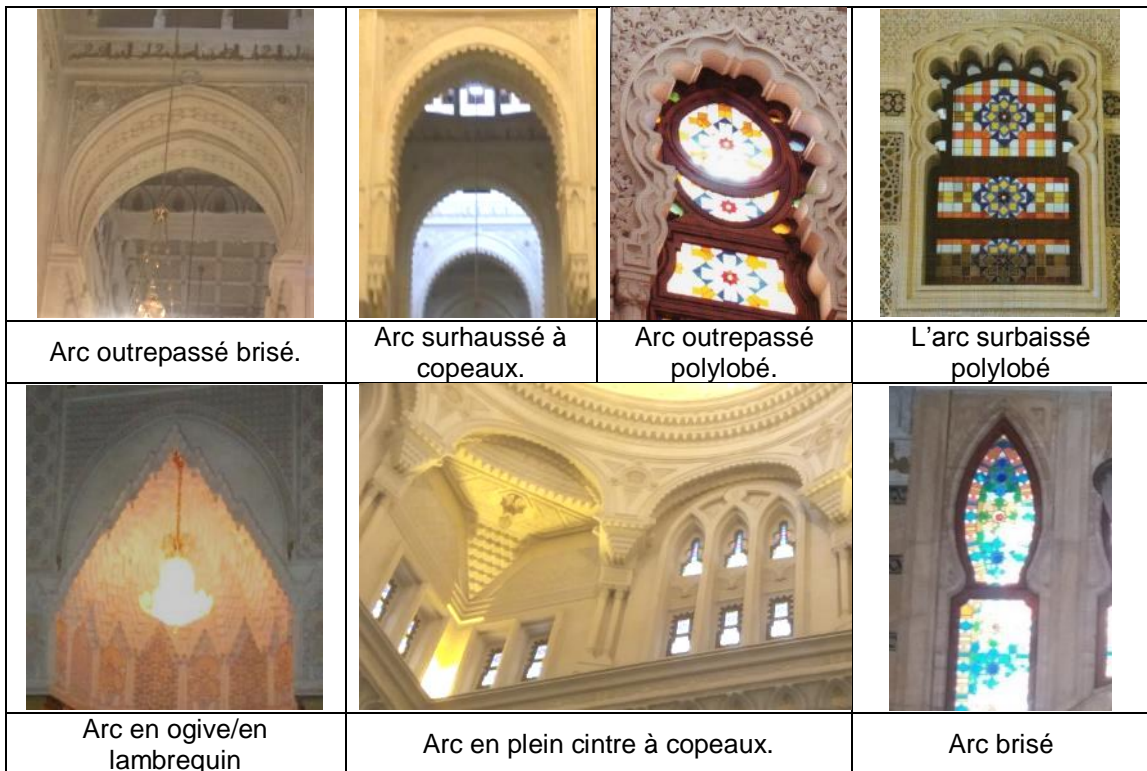 Arc outrepassé brisé.
Arc surhaussé à
copeaux.
Arc outrepassé
polylobé.
L'arc surbaissé
polylobé
Arc en ogive/en
lambrequin
Arc en plein cintre à copeaux.
Arc brisé